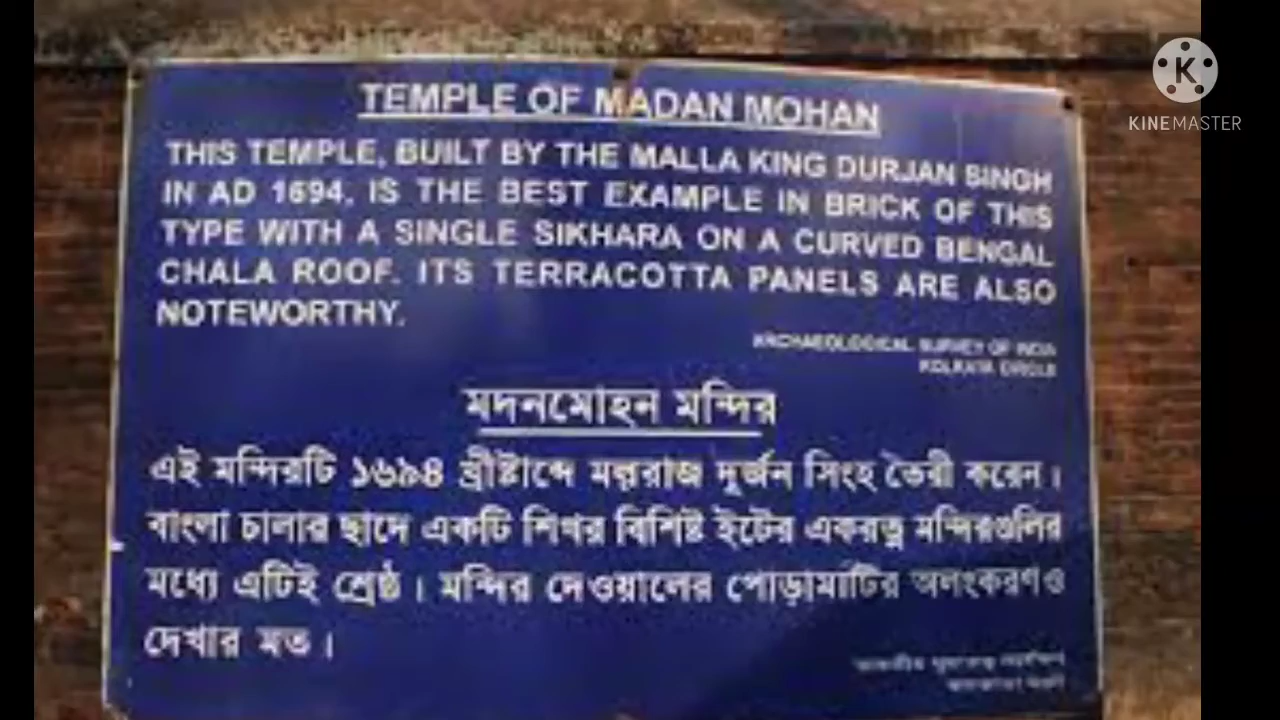 TEMPLE OF MADAN MOHAN
THIS TEMPLE, BUILT BY THE MALLA KING DURJAN SINGH
IN AD 1694, IS THE BEST EXAMPLE IN BRICK OF THIS
TYPE WITH A SINGLE SIKHARA ON A CURVED BENGAL
CHALA ROOF. ITS TERRACOTTA PANELS ARE ALSO
NOTEWORTHY.
ARCHAEOLOGICAL SURVEY OF INDIA
KOLKATA CIRCLE
মদনমোহন মন্দির
এই মন্দিরটি ১৬৯৪ খ্রীষ্টাব্দে মল্লরাজ দুর্জন সিংহ তৈরী করেন।
বাংলা চালার ছাদে একটি শিখর বিশিষ্ট ইটের একরত্ন মন্দিরগুলির
মধ্যে এটিই শ্রেষ্ঠ। মন্দির দেওয়ালের পোড়ামাটির অলংকরণও
দেখার মত।
K
KINEMASTER